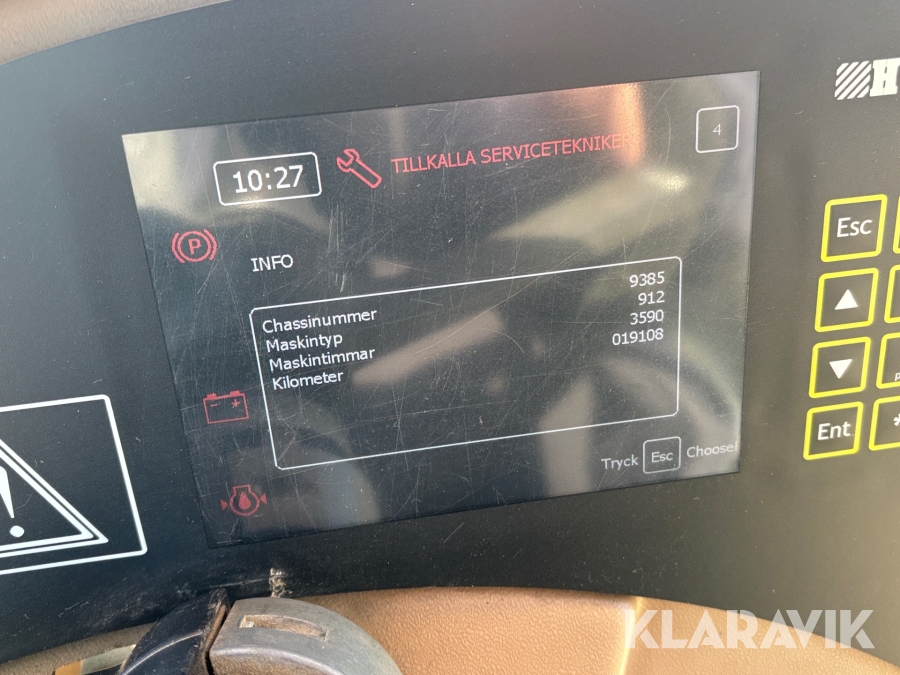 10:27
TILLKALLA SERVICETEKNIKER
4
P
INFO
Chassinummer 9385
Maskintyp 912
Maskintimmar 3590
Kilometer 019108
Tryck Esc Choose
Esc
Ent
KLARAVIK